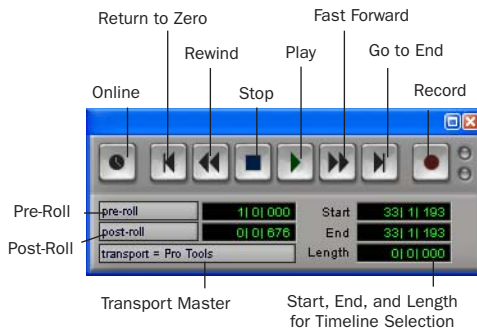 Return to Zero
Fast Forward
Rewind
Play
Go to End
Online
Stop
Record
Pre-Roll
pre-roll
1| 0| 000
Start
33| 1| 193
Post-Roll
post-roll
0| 0| 676
End
33| 1| 193
transport = Pro Tools
Length
0| 0| 000
Transport Master
Start, End, and Length
for Timeline Selection